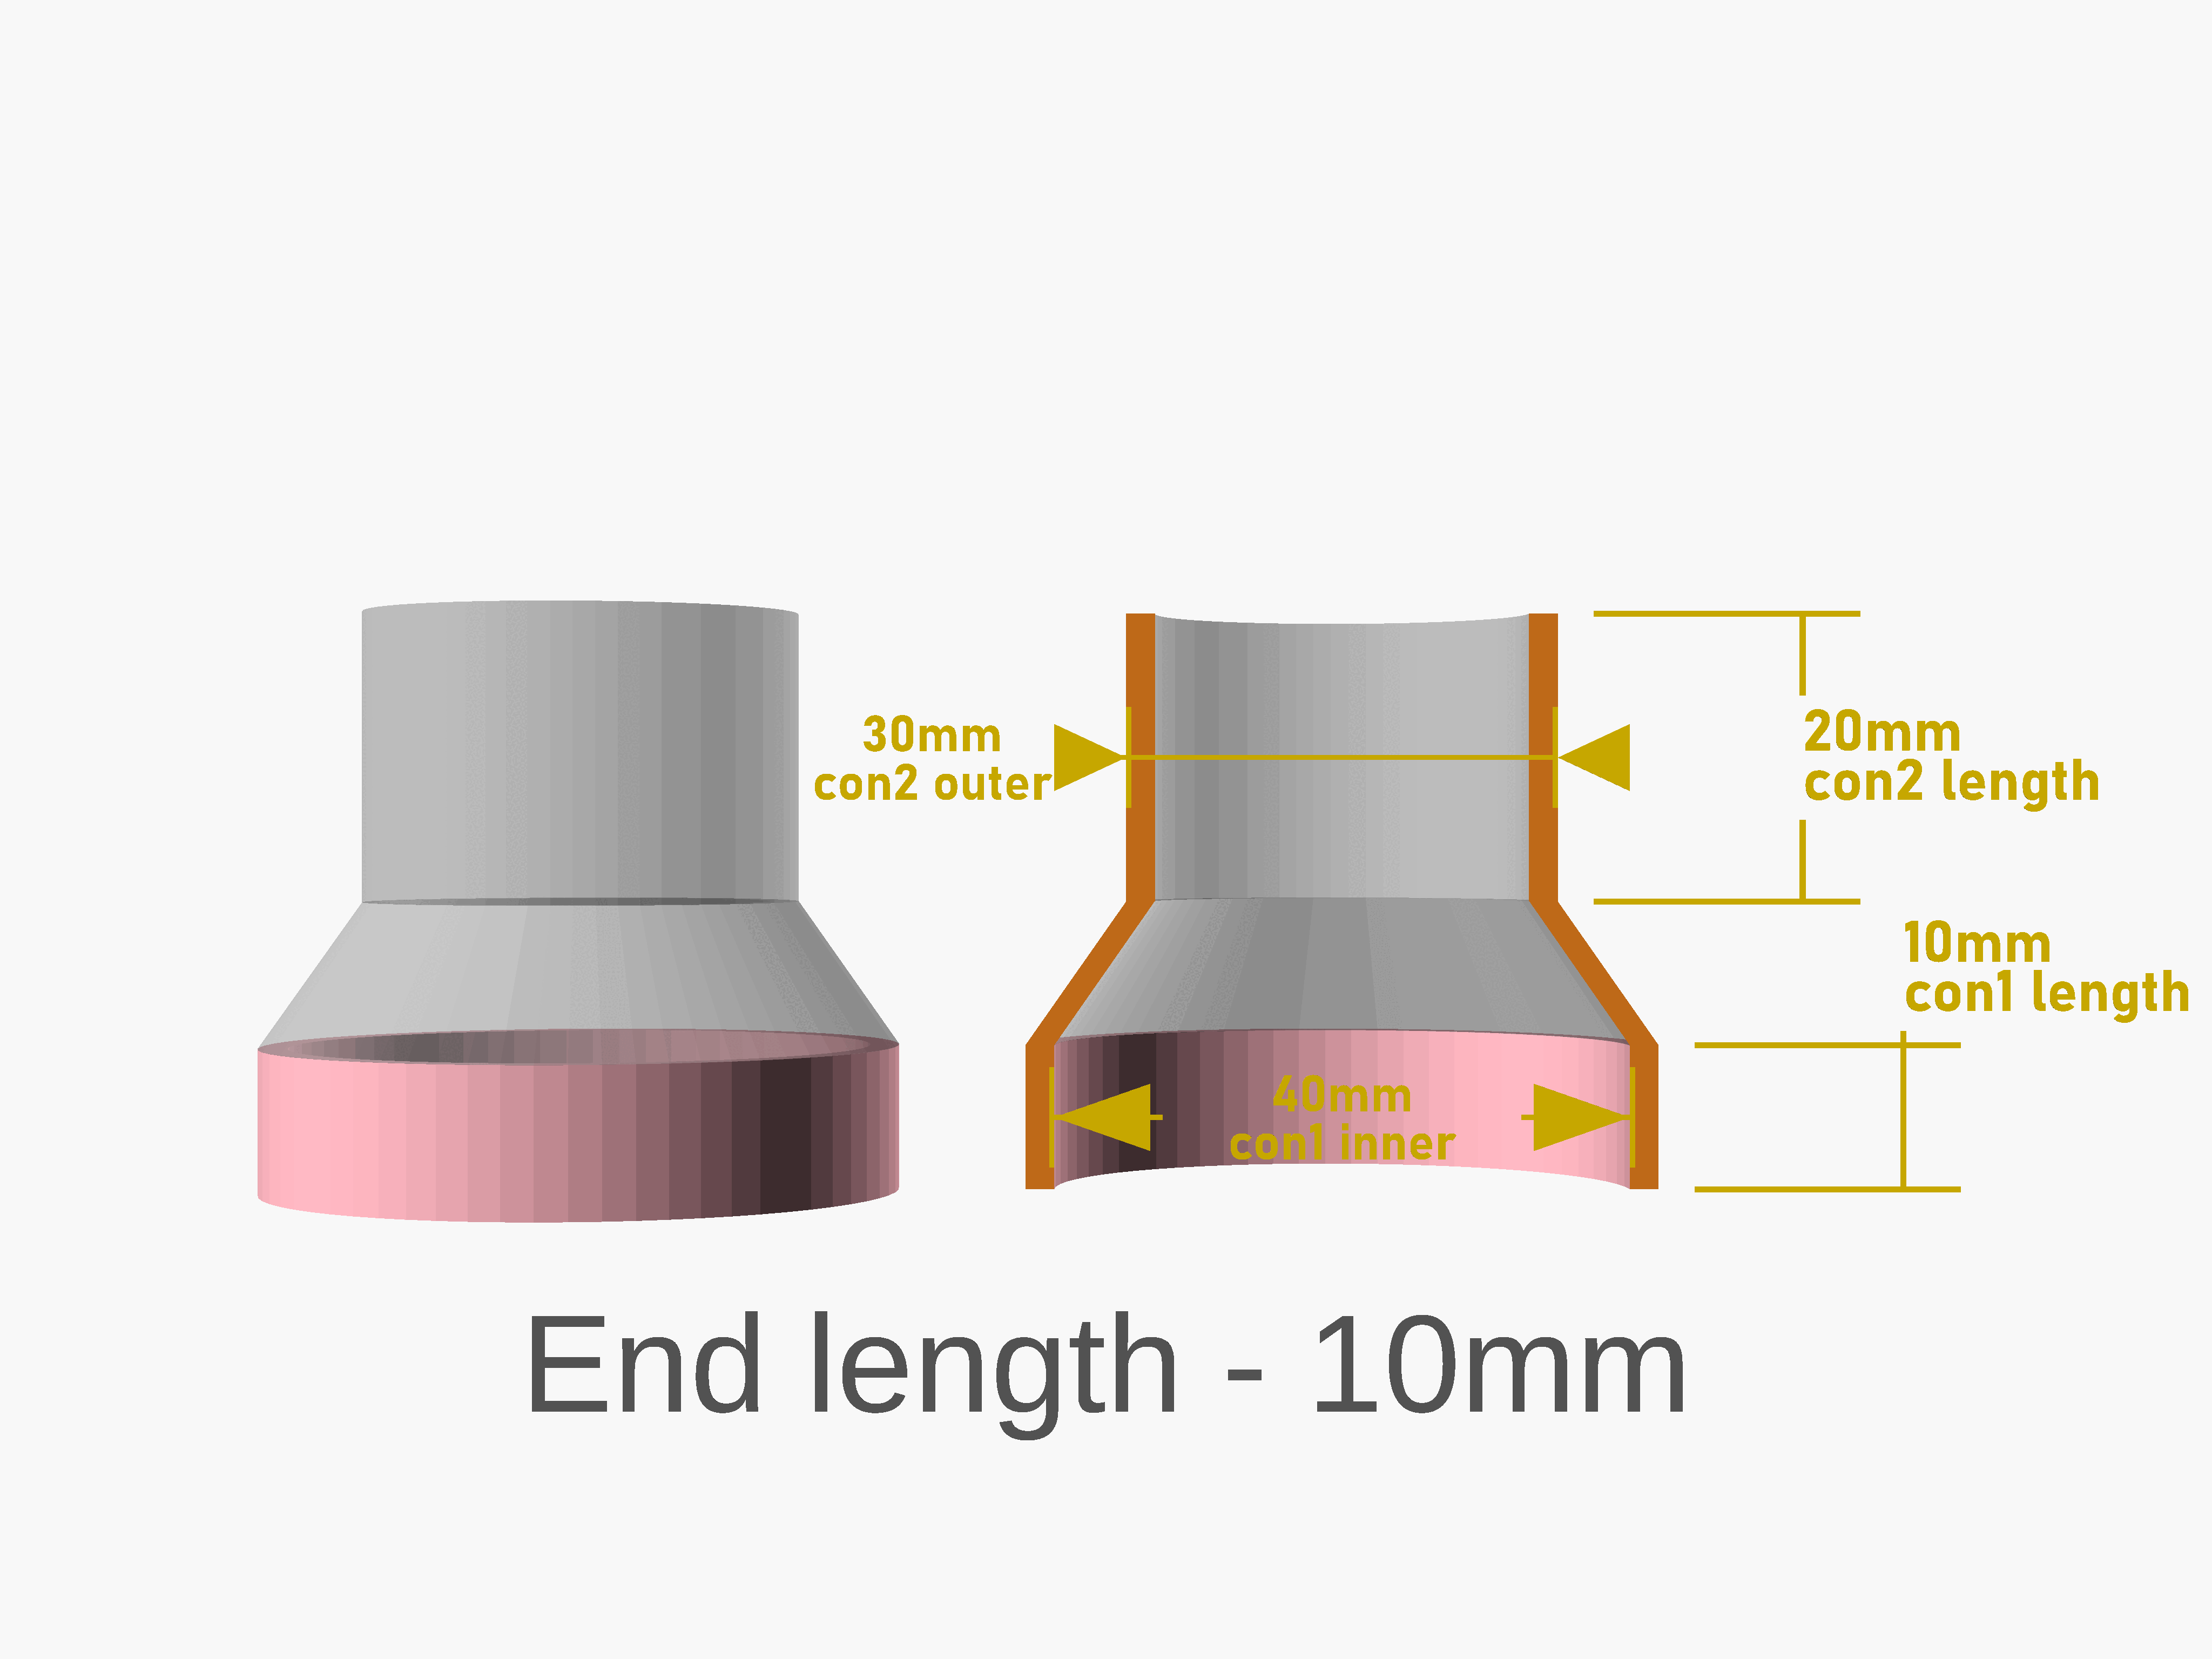 30mm
con2 outer
20mm
con2 length
10mm
con1 length
40mm
con1 inner
End length - 10mm